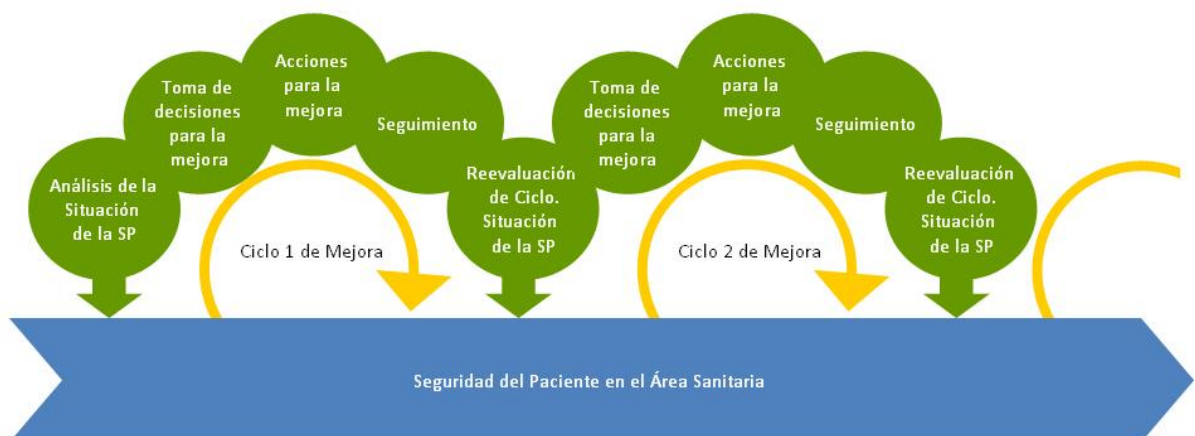 Análisis de la
Situación
de la SP
Toma de
decisiones
para la
mejora
Acciones
para la
mejora
Seguimiento
Reevaluación
de Ciclo.
Situación
de la SP
Toma de
decisiones
para la
mejora
Acciones
para la
mejora
Seguimiento
Reevaluación
de Ciclo.
Situación
de la SP
Ciclo 1 de Mejora
Ciclo 2 de Mejora
Seguridad del Paciente en el Área Sanitaria